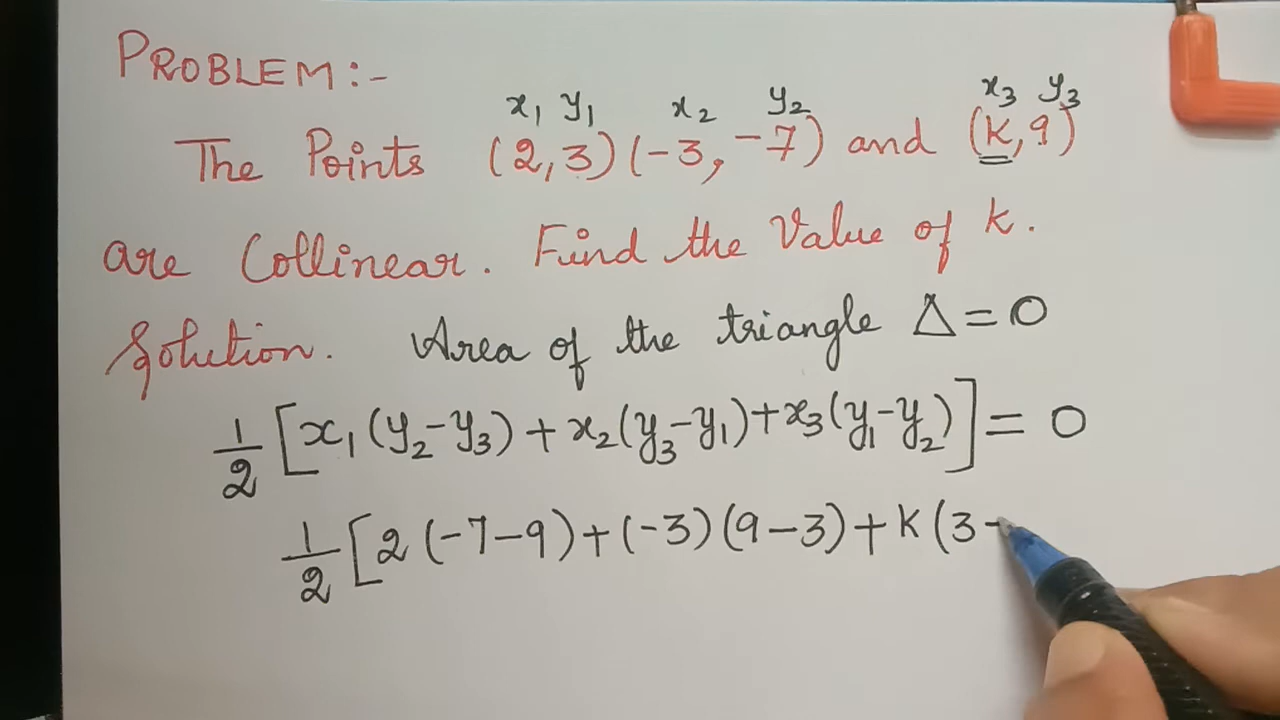 PROBLEM:-
x₁ y₁ x₂ y₂ x₃ y₃
The Points (2,3)(-3,-7) and (k,9)
are Collinear. Find the Value of k.
Solution. Area of the triangle Δ=0
1/2 [x₁(y₂-y₃)+x₂(y₃-y₁)+x₃(y₁-y₂)]=0
1/2 [2(-7-9)+(-3)(9-3)+k(3-